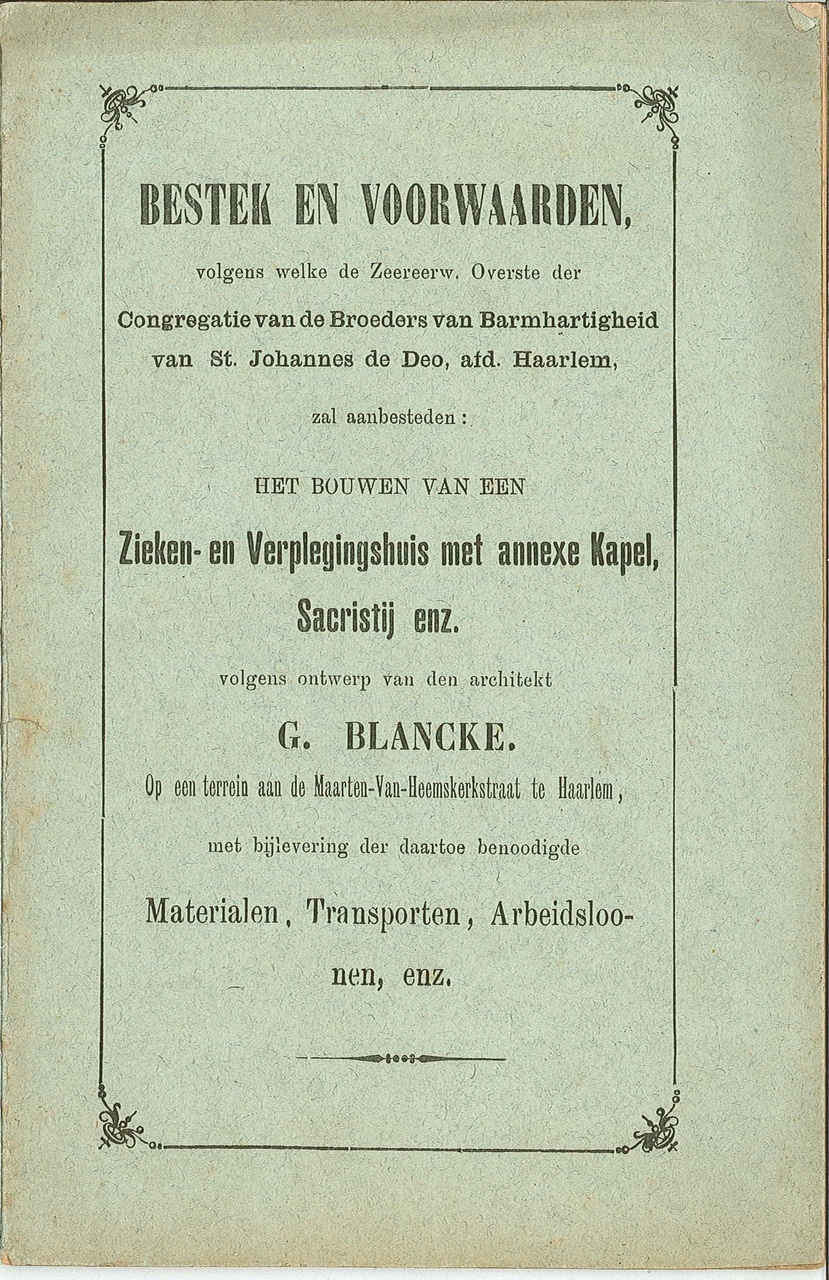 BESTEK EN VOORWAARDEN,
volgens welke de Zeereerw. Overste der
Congregatie van de Broeders van Barmhartigheid
van St. Johannes de Deo, afd. Haarlem,
zal aanbesteden:
HET BOUWEN VAN EEN
Zieken- en Verplegingshuis met annexe Kapel,
Sacristij enz.
volgens ontwerp van den architekt
G. BLANCKE.
Op een terrein aan de Maarten-Van-Heemskerkstraat te Haarlem,
met bijlevering der daartoe benoodigde
Materialen, Transporten, Arbeidsloo-
nen, enz.